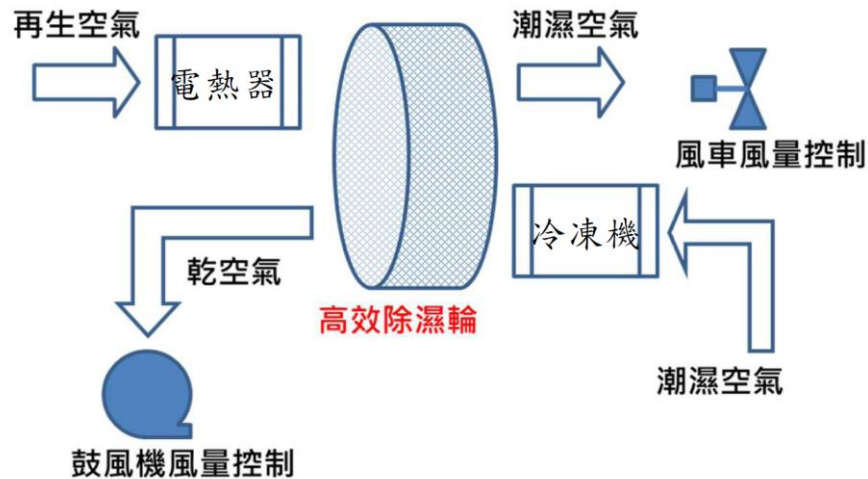 再生空氣
潮濕空氣
電熱器
風車風量控制
冷凍機
乾空氣
高效除濕輪
潮濕空氣
鼓風機風量控制